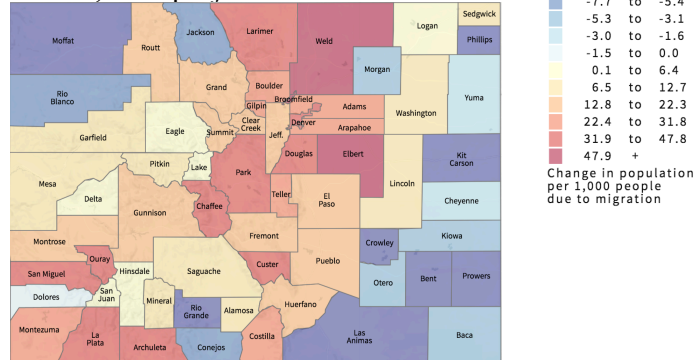 -7.7 to -5.4
Sedgwick
Logan
-5.3 to -3.1
Jackson
Larimer
Moffat
Weld
Phillips
Routt
-3.0 to -1.6
-1.5 to 0.0
Morgan
0.1 to 6.4
Grand
Boulder
6.5 to 12.7
Rio
Blanco
Yuma
Broomfield
12.8 to 22.3
Gilpin
Adams
Washington
22.4 to 31.8
Clear
Creek
Denver
Eagle
Summit
Arapahoe
Garfield
Jeff.
31.9 to 47.8
Douglas
Elbert
47.9 +
Kit
Carson
Pitkin
Lake
Change in population
per 1,000 people
due to migration
Park
Mesa
Lincoln
Delta
Teller
El
Paso
Cheyenne
Chaffee
Gunnison
Fremont
Kiowa
Montrose
Crowley
Ouray
Pueblo
Custer
San Miguel
Hinsdale
Saguache
Prowers
Bent
Otero
Dolores
San
Juan
Mineral
Huerfano
Rio
Grande
Alamosa
Montezuma
La
Plata
Costilla
Las
Animas
Baca
Archuleta
Conejos